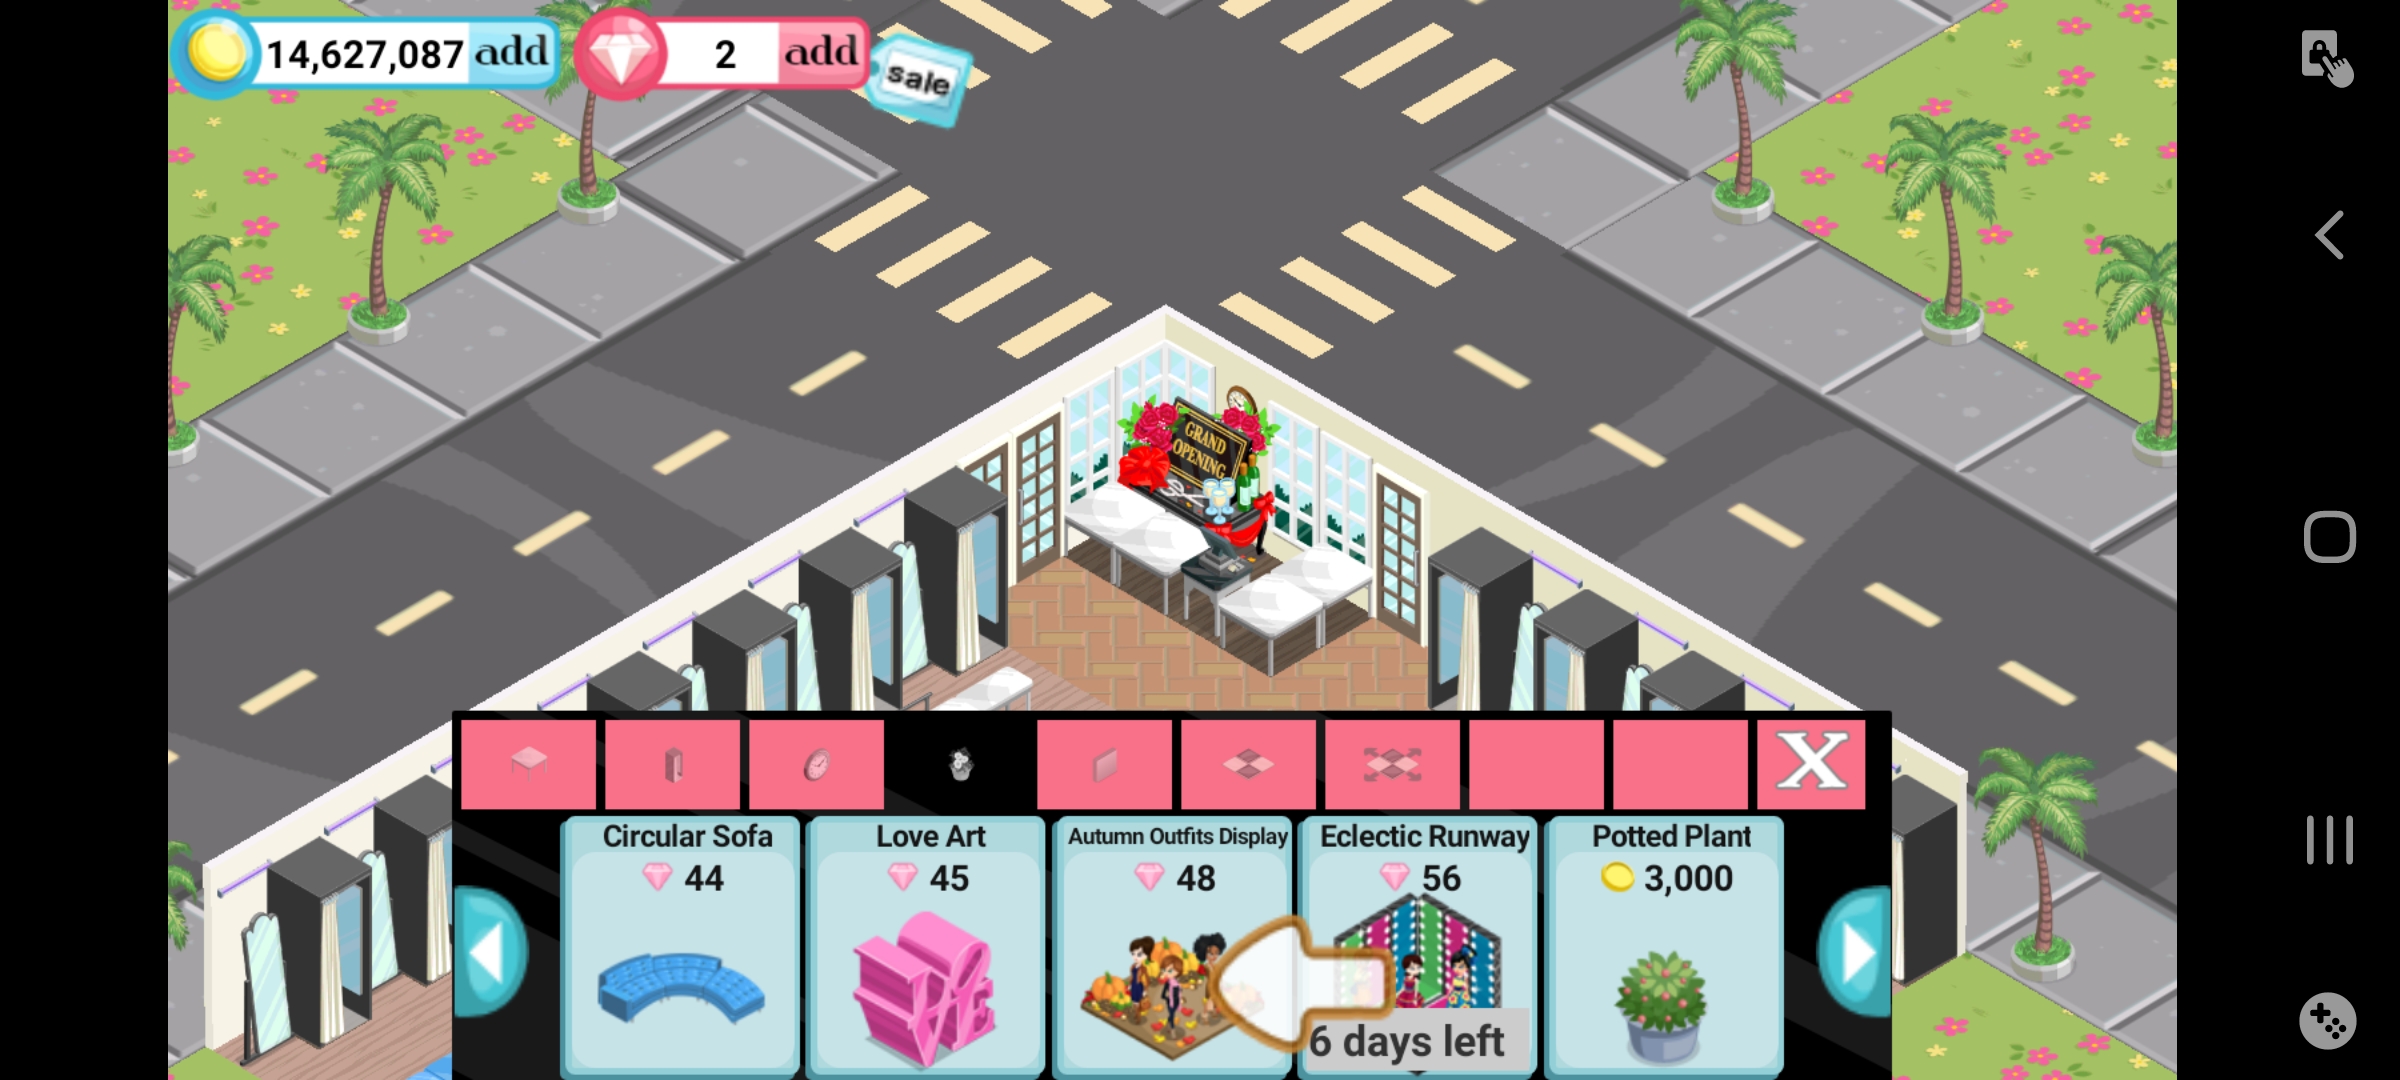 14,627,087 add
2 add
sale
GRAND
OPENING
X
Circular Sofa
44
Love Art
45
Autumn Outfits Display
48
Eclectic Runway
56
6 days left
Potted Plant
3,000